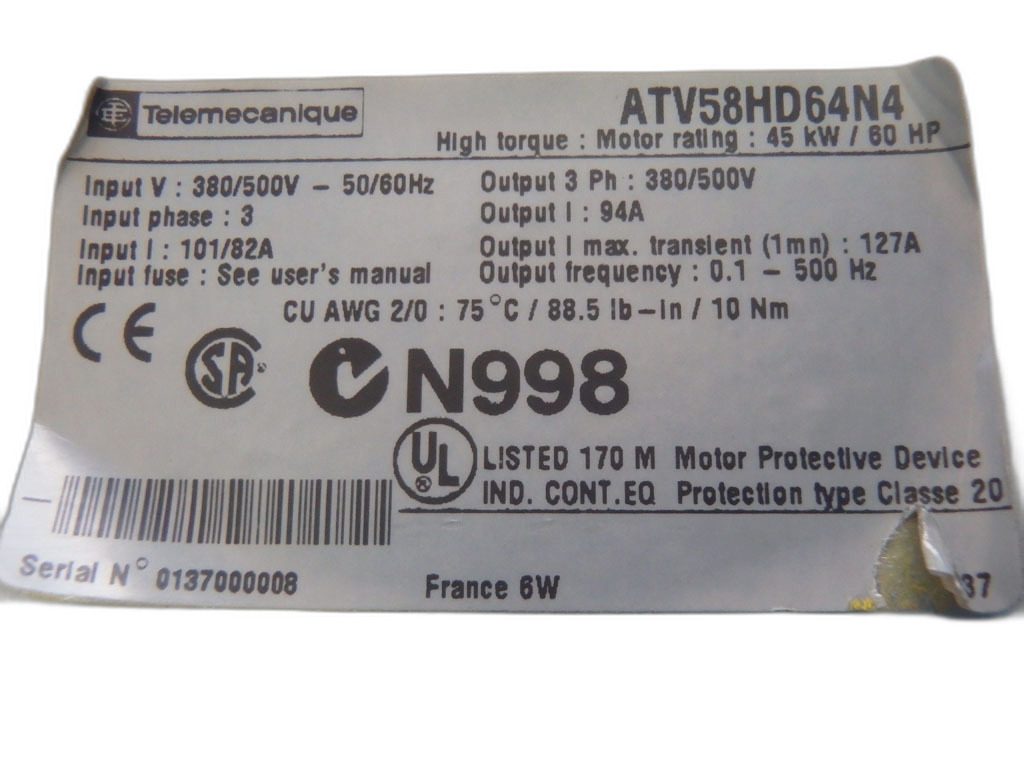 Telemecanique
ATV58HD64N4
High torque : Motor rating : 45 kW / 60 HP
Input V : 380/500V – 50/60Hz
Output 3 Ph : 380/500V
Input phase : 3
Output I : 94A
Input I : 101/82A
Output I max. transient (1mn) : 127A
Input fuse : See user's manual
Output frequency : 0.1 – 500 Hz
CU AWG 2/0 : 75°C / 88.5 lb–in / 10 Nm
CE
SA
N998
UL
®
LISTED 170 M Motor Protective Device
IND. CONT.EQ Protection type Classe 20
Serial N° 0137000008
France 6W
37